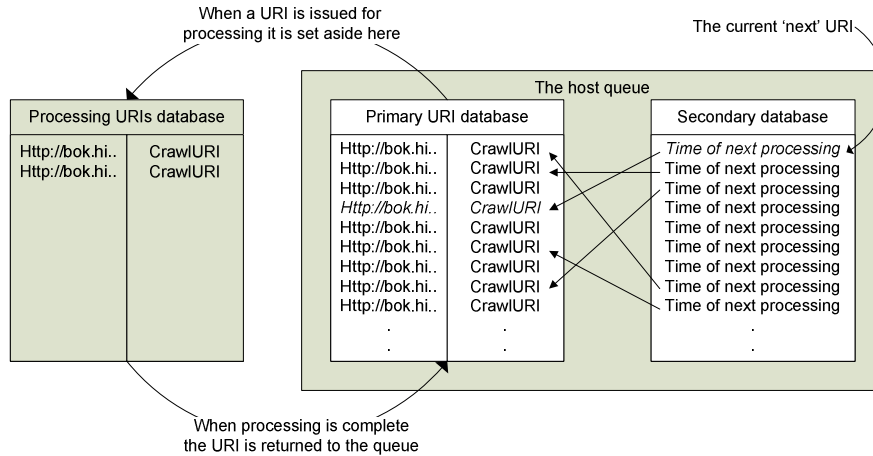 When a URI is issued for
processing it is set aside here
The current ‘next’ URI
The host queue
Processing URIs database
Http://bok.hi.. CrawlURI
Http://bok.hi.. CrawlURI
Primary URI database
Http://bok.hi.. CrawlURI
Http://bok.hi.. CrawlURI
Http://bok.hi.. CrawlURI
Http://bok.hi.. CrawlURI
Http://bok.hi.. CrawlURI
Http://bok.hi.. CrawlURI
Http://bok.hi.. CrawlURI
Http://bok.hi.. CrawlURI
Http://bok.hi.. CrawlURI
. .
. .
Secondary database
Time of next processing
Time of next processing
Time of next processing
Time of next processing
Time of next processing
Time of next processing
Time of next processing
Time of next processing
Time of next processing
.
.
When processing is complete
the URI is returned to the queue